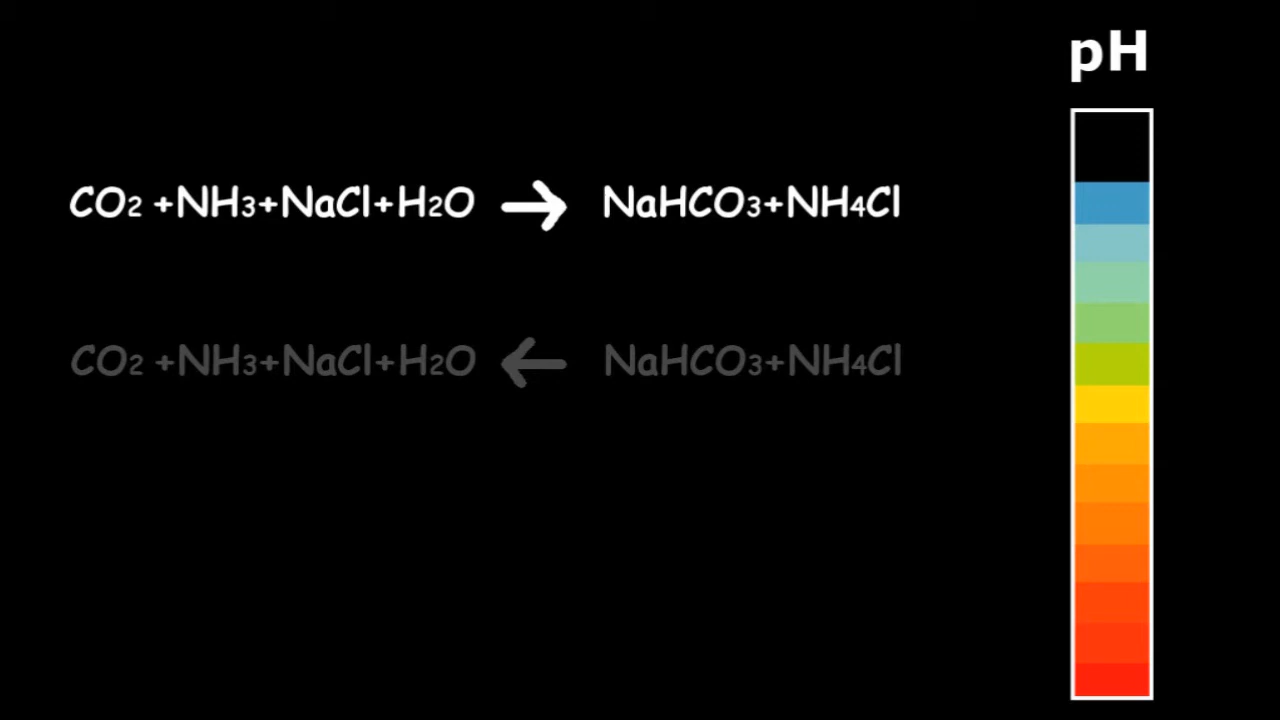 pH
CO₂ +NH₃+NaCl+H₂O → NaHCO₃+NH₄Cl
CO₂ +NH₃+NaCl+H₂O ← NaHCO₃+NH₄Cl